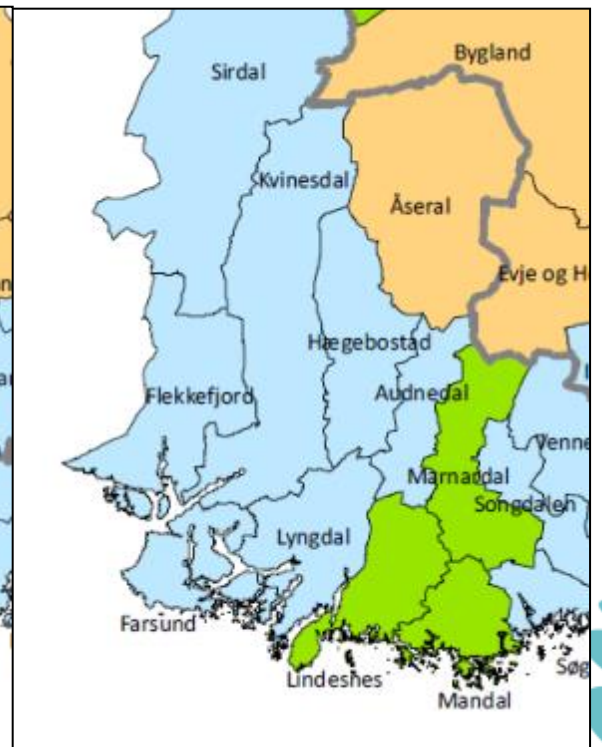 Bygland
Sirdal
Kvinesdal
Åseral
Evje og H
Hægebostad
Audnedal
Flekkefjord
Venne
Marnardal
Songdalen
Lyngdal
Farsund
Søg
Lindesnes
Mandal